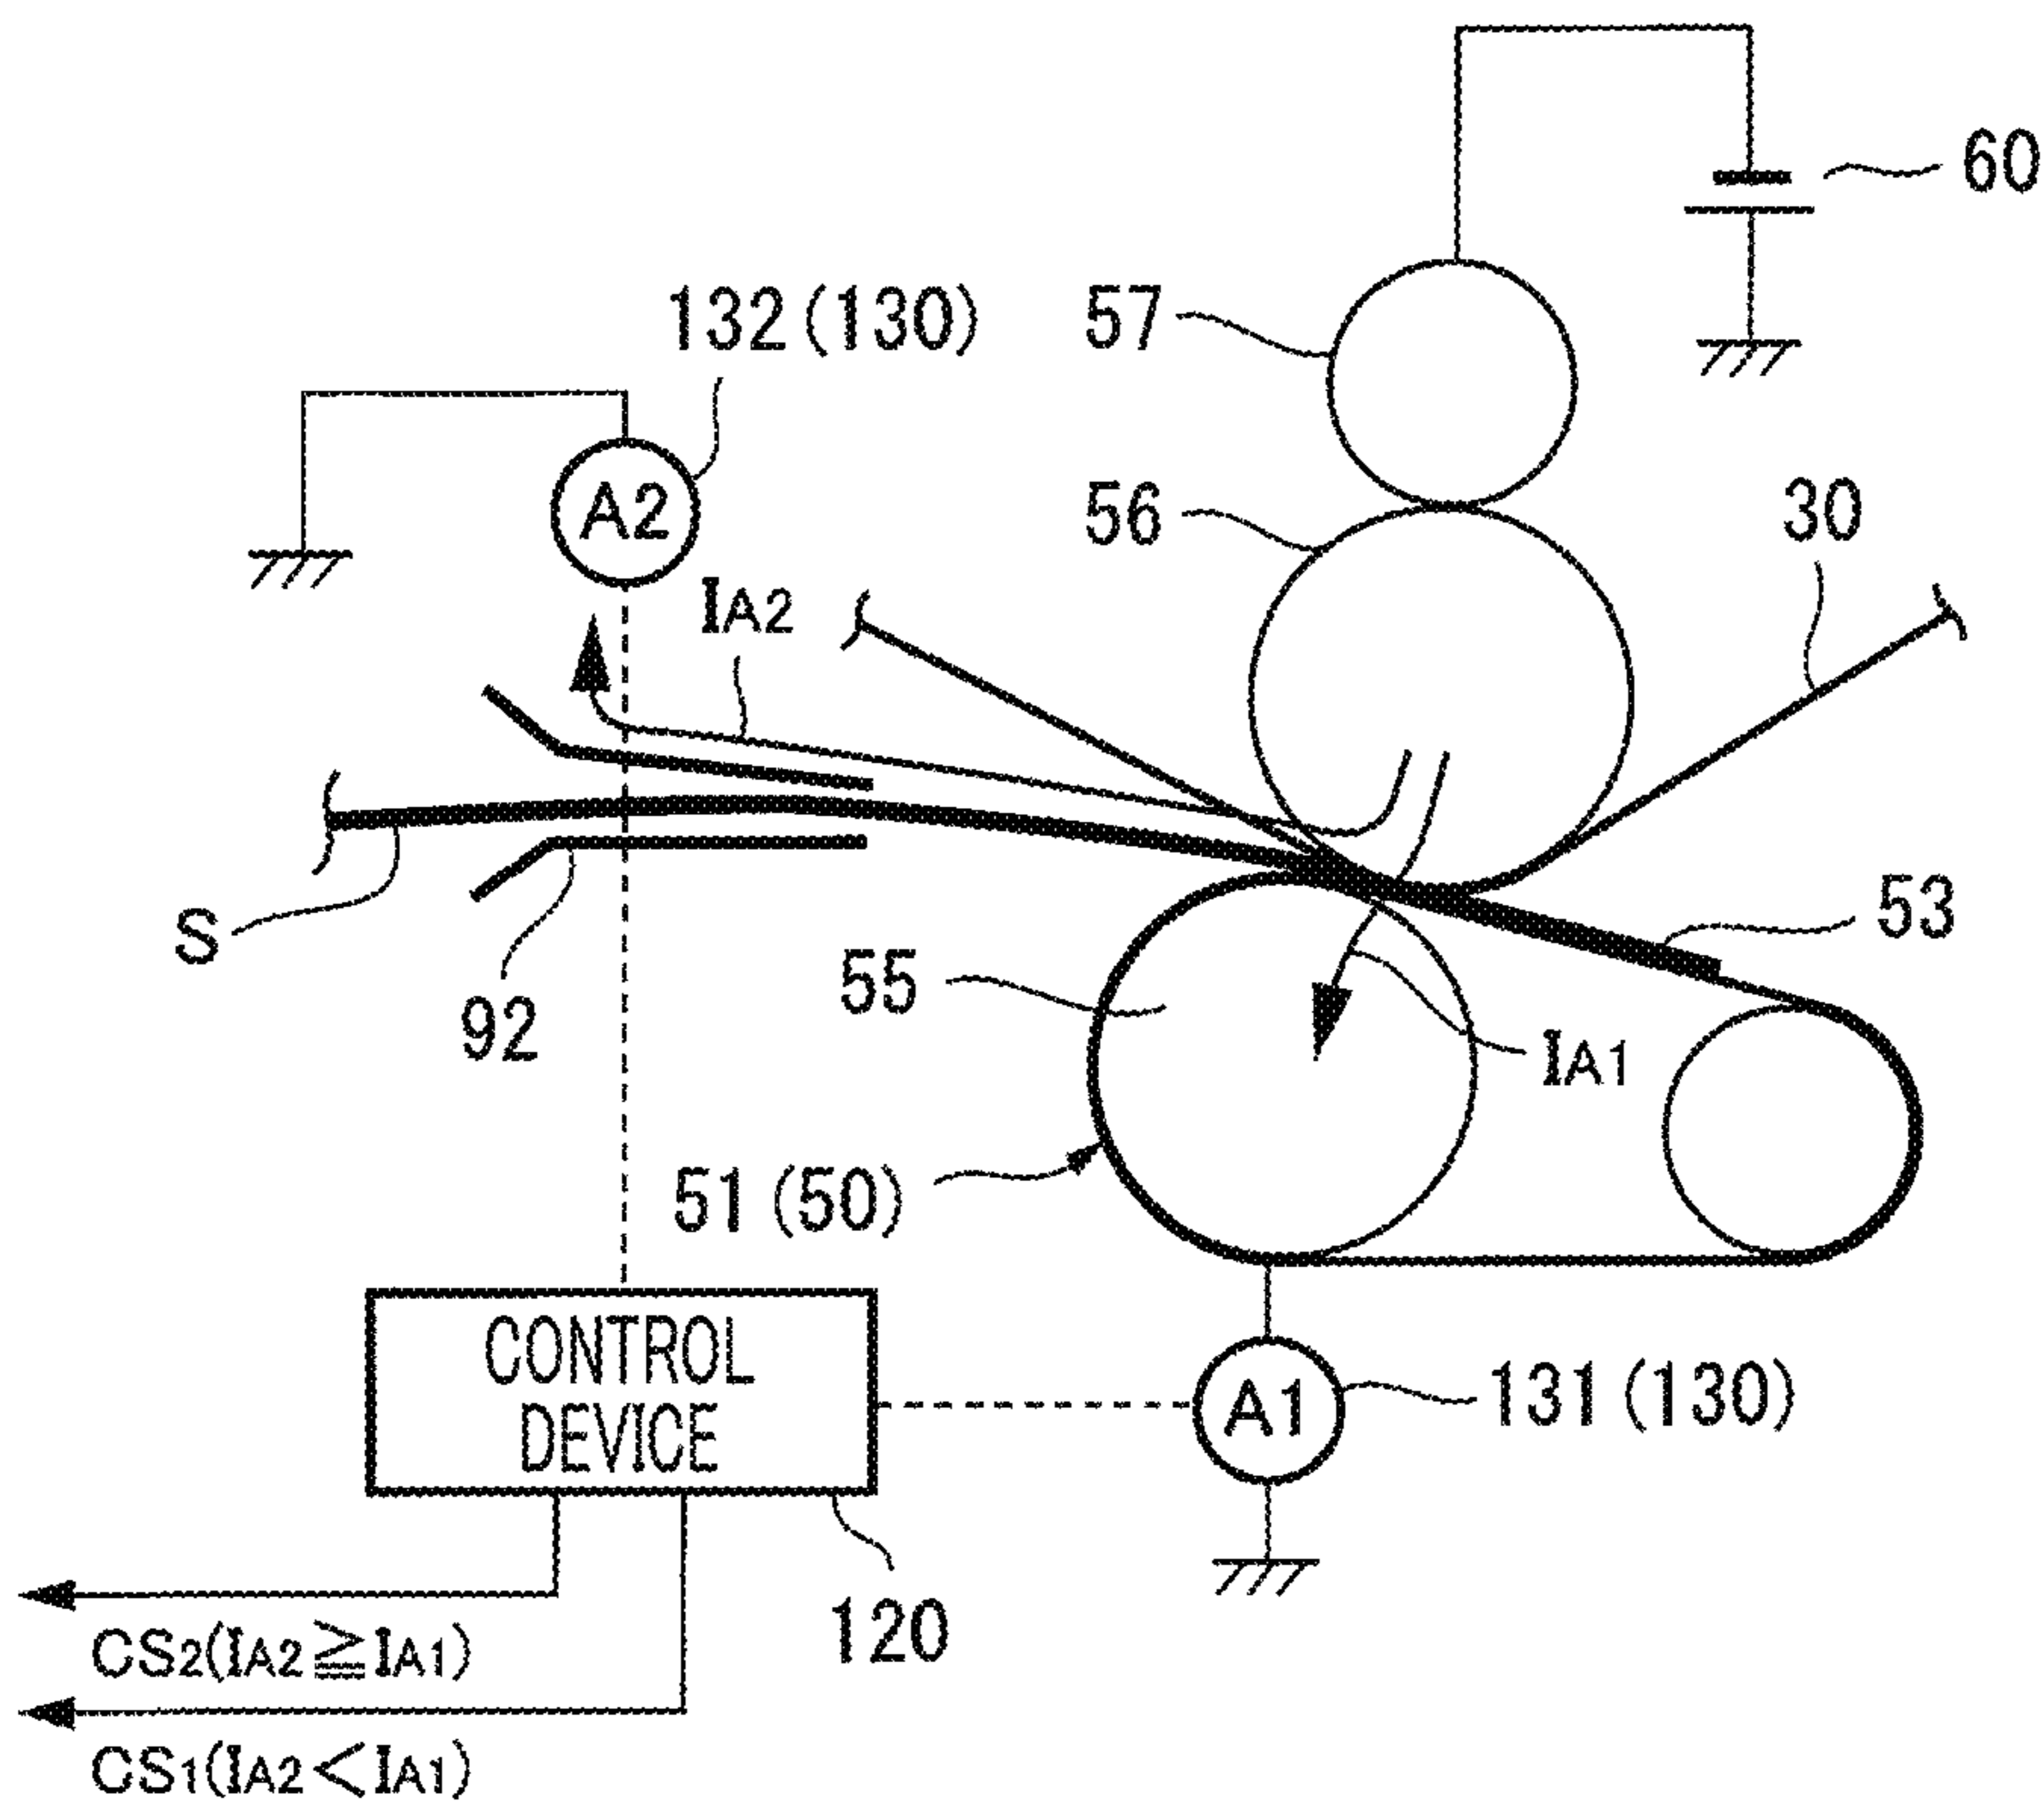 60
132(130)
57
A2
56
30
IA2
S
53
92
55
IA1
51(50)
CONTROL
DEVICE
A1
131(130)
120
CS2(IA2≧IA1)
CS1(IA2<IA1)